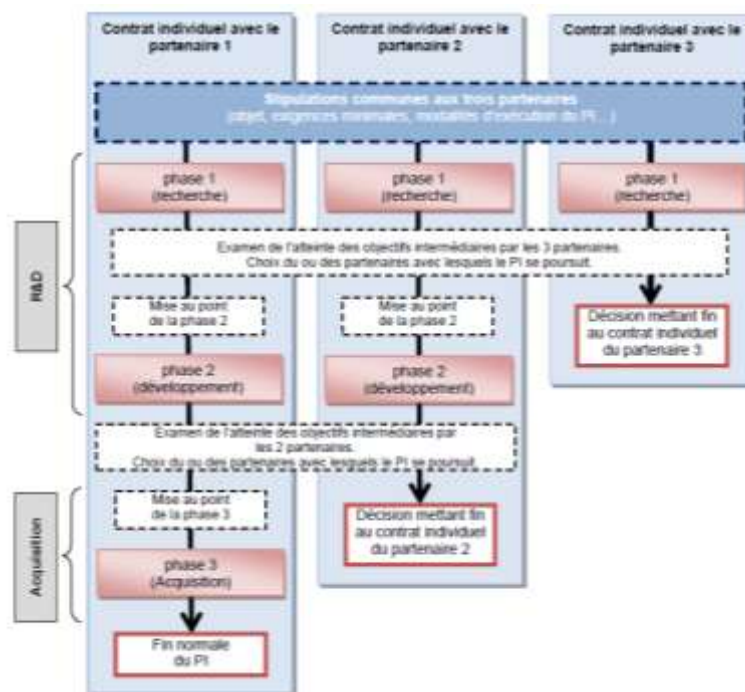 Contrat individuel avec le
partenaire 1
Contrat individuel avec le
partenaire 2
Contrat individuel avec le
partenaire 3
Stipulations communes aux trois partenaires
(objet, exigences minimales, modalités d'exécution du PI…)
R&D
phase 1
(recherche)
phase 1
(recherche)
phase 1
(recherche)
Examen de l'atteinte des objectifs intermédiaires par les 3 partenaires.
Choix du ou des partenaires avec lesquels le PI se poursuit.
Mise au point
de la phase 2
Mise au point
de la phase 2
Décision mettant fin
au contrat individuel
du partenaire 3
phase 2
(développement)
phase 2
(développement)
Examen de l'atteinte des objectifs intermédiaires par
les 2 partenaires.
Choix du ou des partenaires avec lesquels le PI se poursuit.
Acquisition
Mise au point
de la phase 3
Décision mettant fin
au contrat individuel
du partenaire 2
phase 3
(Acquisition)
Fin normale
du PI